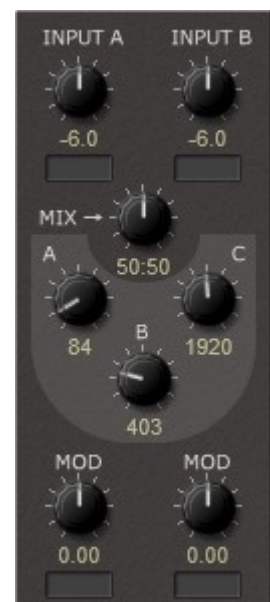 INPUT A INPUT B
-6.0 -6.0
MIX →
50:50
A C
84 B 1920
403
MOD MOD
0.00 0.00